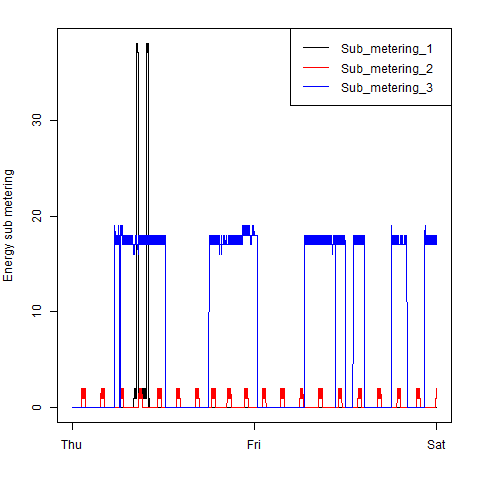 Sub_metering_1
Sub_metering_2
Sub_metering_3
Energy sub metering
30
20
10
0
Thu
Fri
Sat